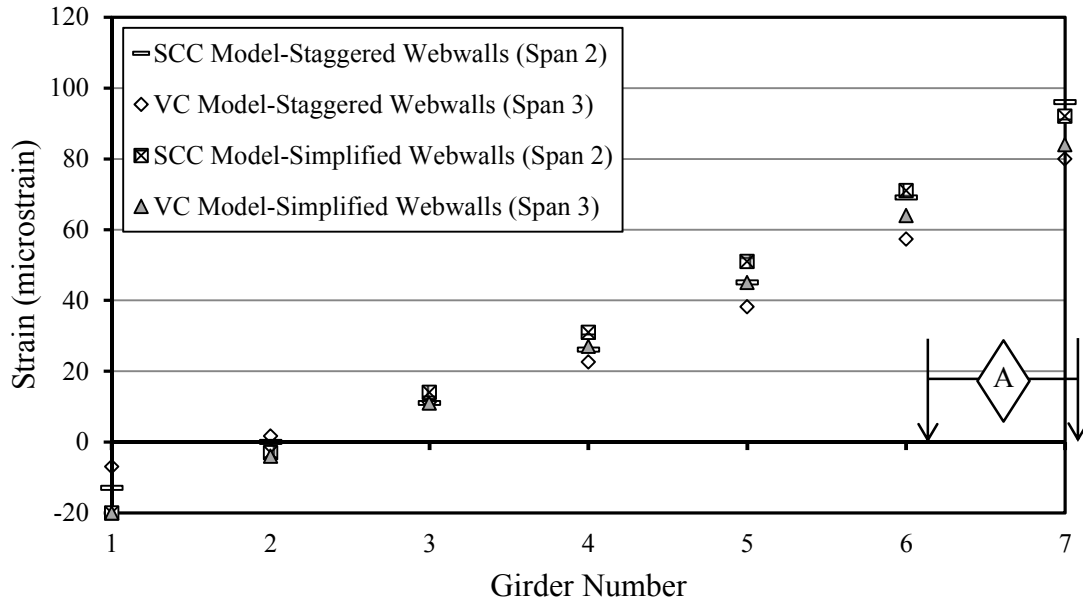 120
100
80
60
40
20
0
-20
Strain (microstrain)
SCC Model-Staggered Webwalls (Span 2)
VC Model-Staggered Webwalls (Span 3)
SCC Model-Simplified Webwalls (Span 2)
VC Model-Simplified Webwalls (Span 3)
A
1 2 3 4 5 6 7
Girder Number